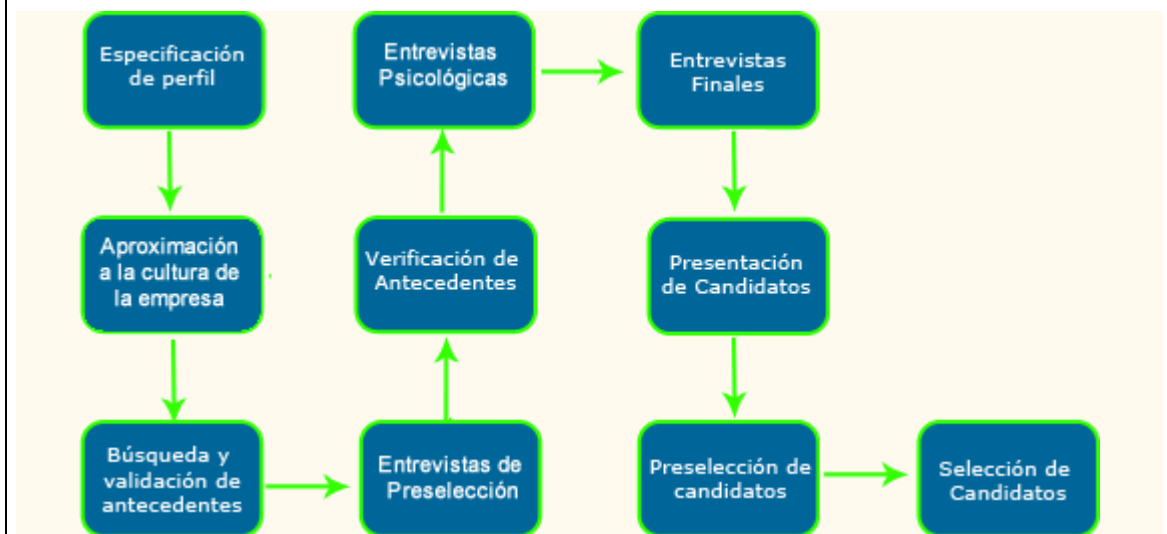 Especificación
de perfil
Aproximación
a la cultura de
la empresa
Búsqueda y
validación de
antecedentes
Entrevistas de
Preselección
Verificación de
Antecedentes
Entrevistas
Psicológicas
Entrevistas
Finales
Presentación
de Candidatos
Preselección de
candidatos
Selección de
Candidatos